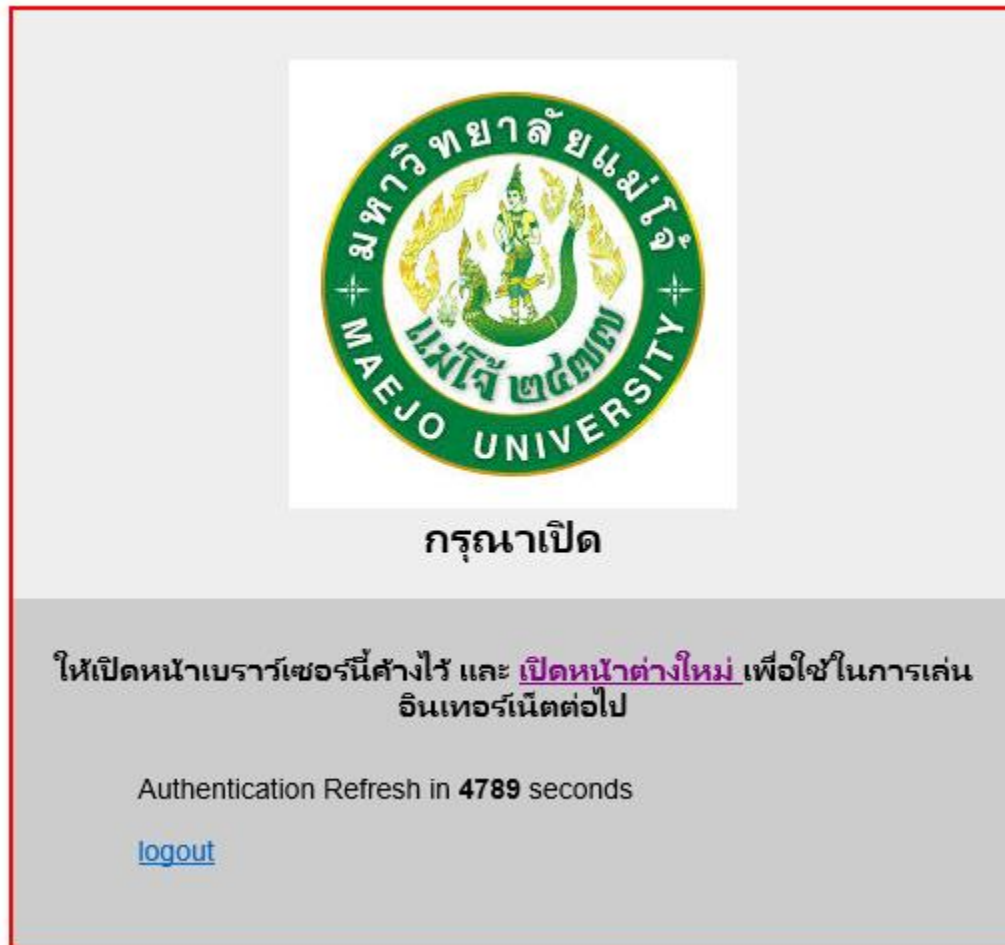 มหาวิทยาลัยแม่โจ้
แม่โจ้ ๒๔๗๗
MAEJO UNIVERSITY
กรุณาเปิด
ให้เปิดหน้าเบราว์เซอร์นี้ค้างไว้ และ เปิดหน้าต่างใหม่ เพื่อใช้ในการเล่น
อินเทอร์เน็ตต่อไป
Authentication Refresh in 4789 seconds
logout